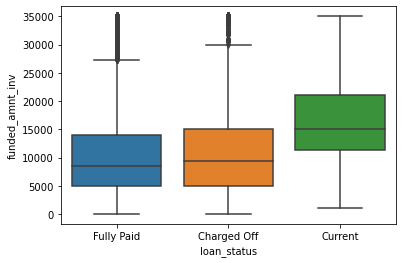 35000
30000
25000
20000
15000
10000
5000
0
funded_amnt_inv
Fully Paid
Charged Off
Current
loan_status